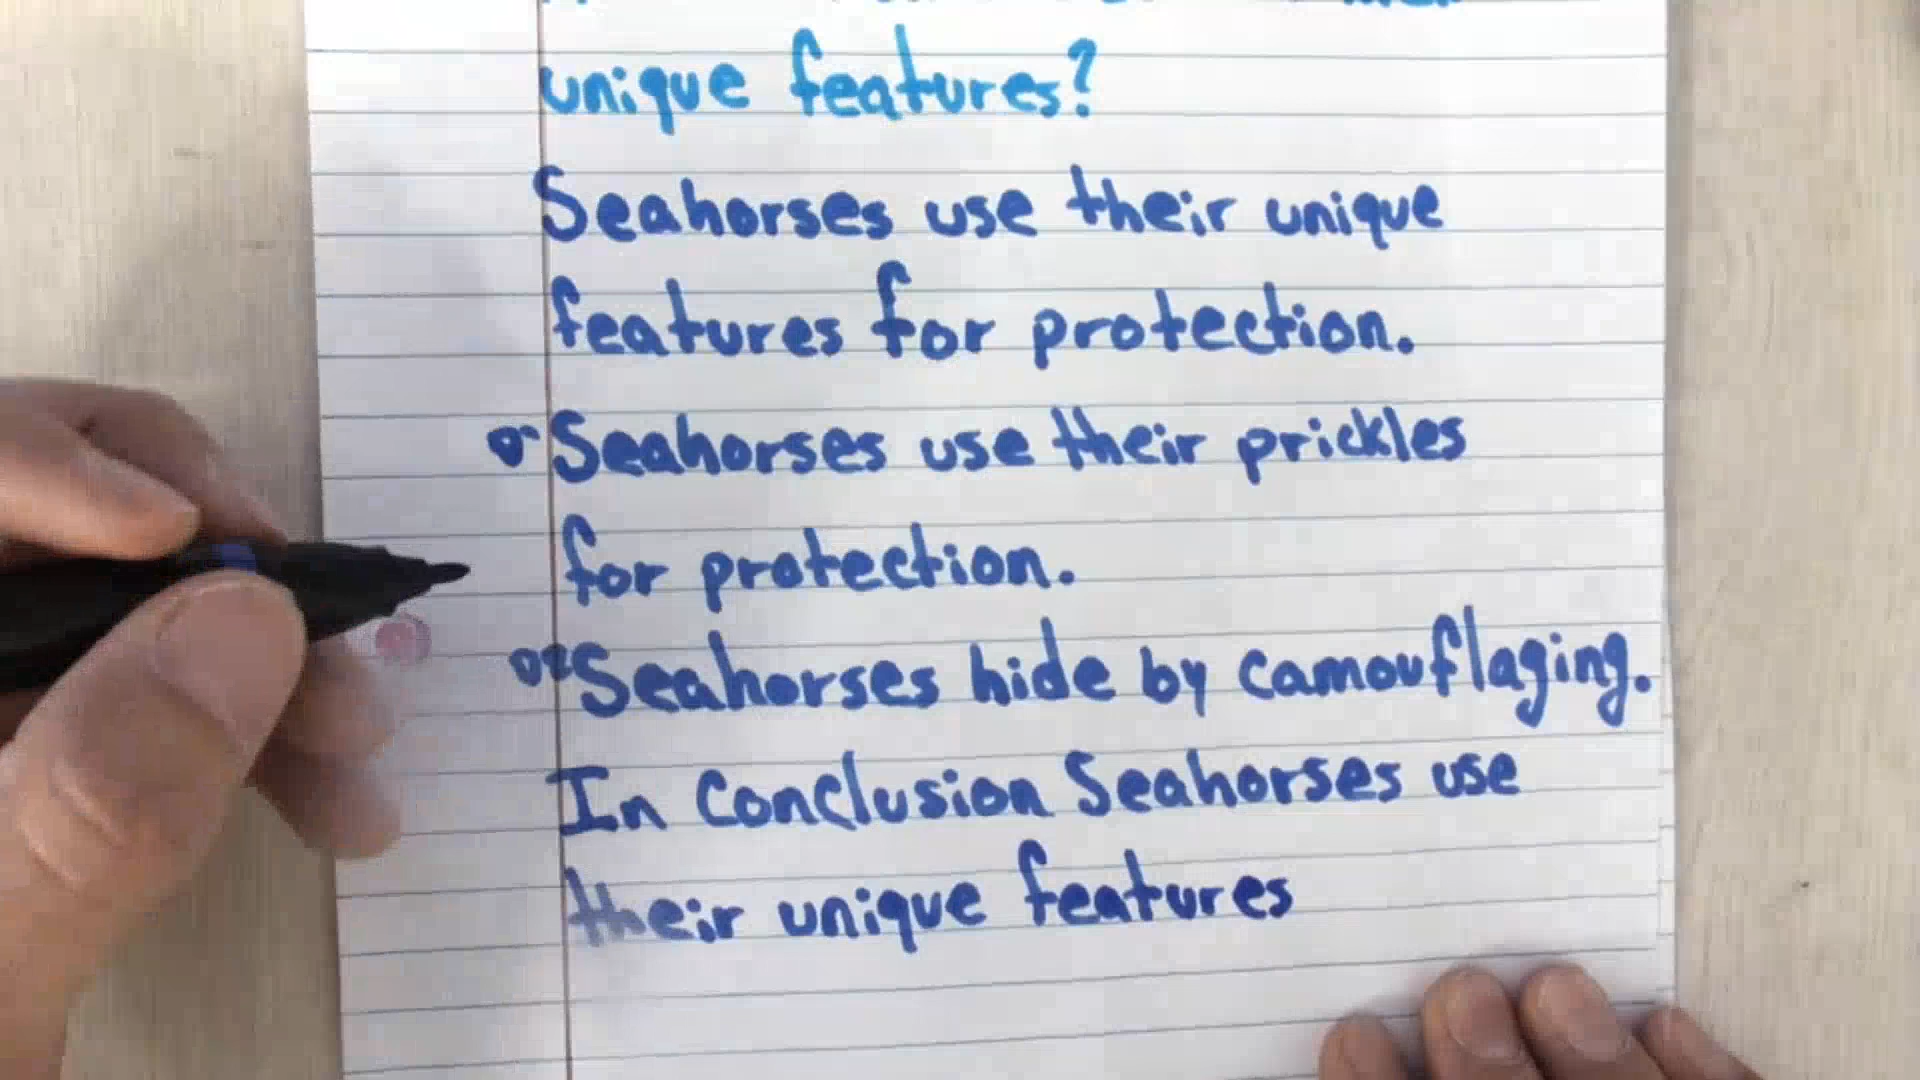 unique features?
Seahorses use their unique
features for protection.
Seahorses use their prickles
for protection.
Seahorses hide by camouflaging.
In Conclusion Seahorses use
their unique features